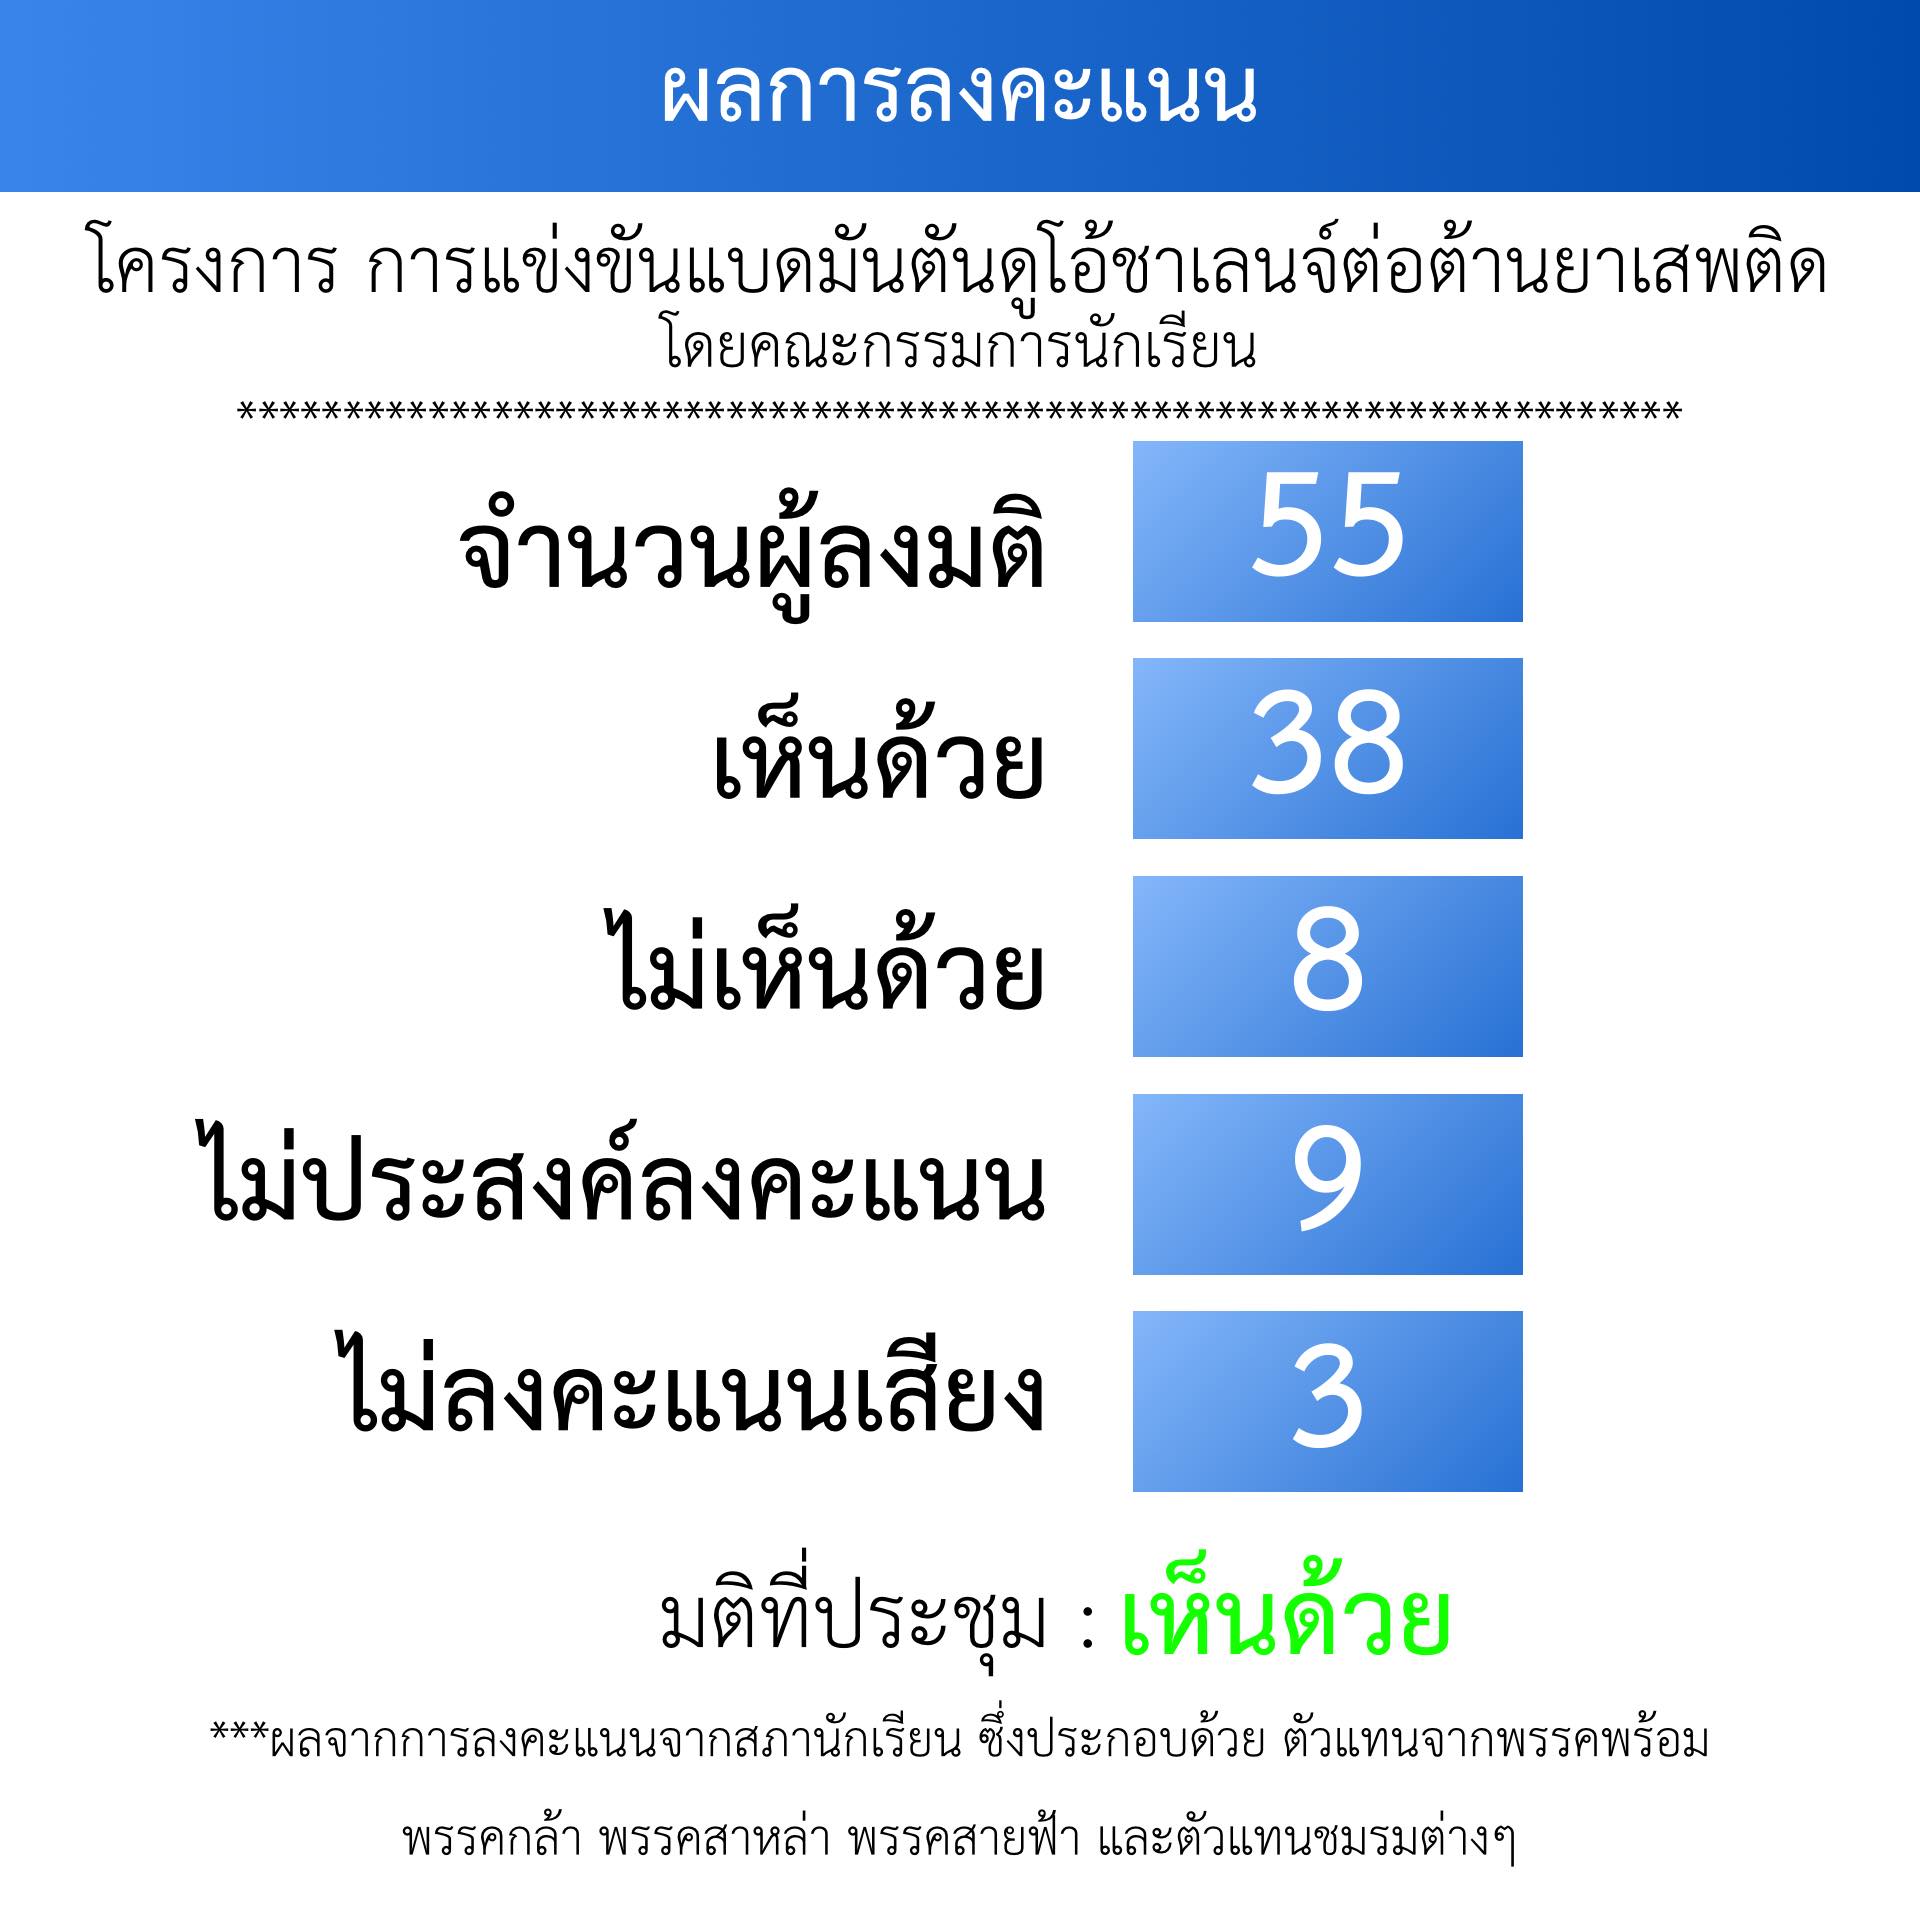 ผลการลงคะแนน
โครงการ การแข่งขันแบดมันตันดูโอ้ชาเลนจ์ต่อต้านยาเสพติด
โดยคณะกรรมการนักเรียน
********************************************************************
จำนวนผู้ลงมติ 55
เห็นด้วย 38
ไม่เห็นด้วย 8
ไม่ประสงค์ลงคะแนน 9
ไม่ลงคะแนนเสียง 3
มติที่ประชุม : เห็นด้วย
***ผลจากการลงคะแนนจากสภานักเรียน ซึ่งประกอบด้วย ตัวแทนจากพรรคพร้อม
พรรคกล้า พรรคสาหล่า พรรคสายฟ้า และตัวแทนชมรมต่างๆ